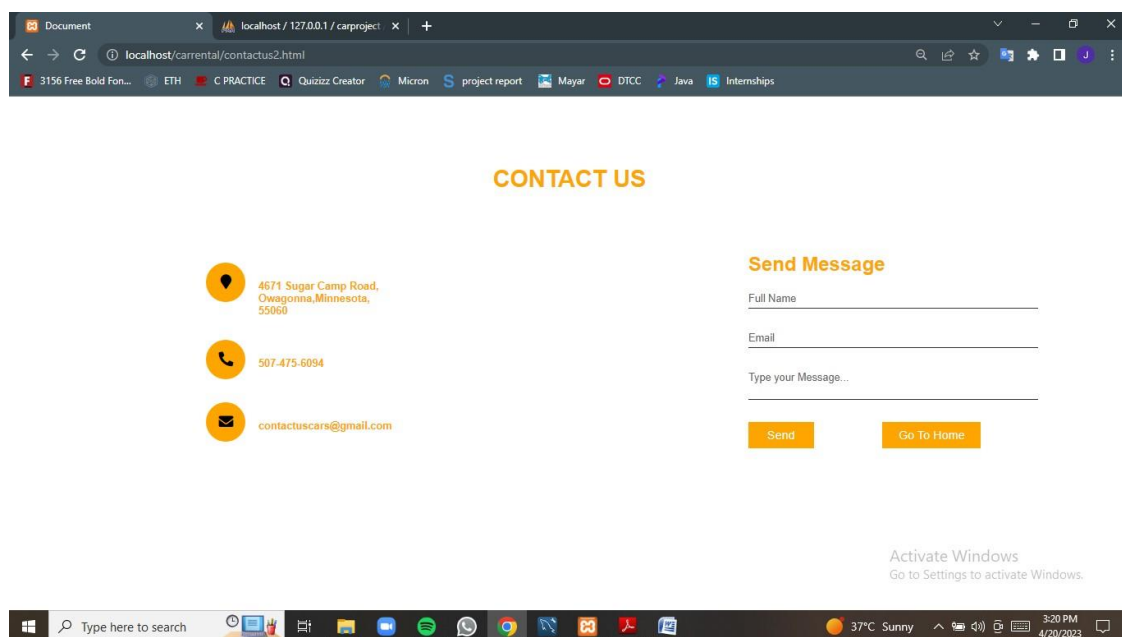 Document
localhost / 127.0.0.1 / carproject
localhost/carrental/contactus2.html
3156 Free Bold Fon...
ETH
C PRACTICE
Quizizz Creator
Micron
project report
Mayar
DTCC
Java
IS Internships
J
CONTACT US
4671 Sugar Camp Road,
Owagonna,Minnesota,
55060
507-475-6094
contactuscars@gmail.com
Send Message
Full Name
Email
Type your Message...
Send
Go To Home
Activate Windows
Go to Settings to activate Windows.
Type here to search
37°C Sunny
3:20 PM
4/20/2023